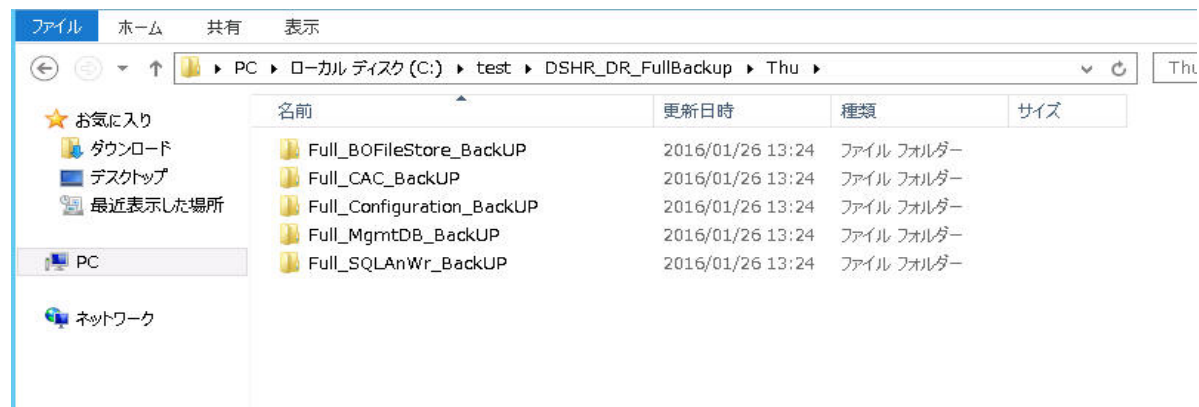 ファイル ホーム 共有 表示
PC ローカル ディスク (C:) test DSHR_DR_FullBackup Thu Thu
名前 更新日時 種類 サイズ
お気に入り
ダウンロード
デスクトップ
最近表示した場所
PC
ネットワーク
Full_BOFileStore_BackUP 2016/01/26 13:24 ファイル フォルダー
Full_CAC_BackUP 2016/01/26 13:24 ファイル フォルダー
Full_Configuration_BackUP 2016/01/26 13:24 ファイル フォルダー
Full_MgmtDB_BackUP 2016/01/26 13:24 ファイル フォルダー
Full_SQLAnWr_BackUP 2016/01/26 13:24 ファイル フォルダー